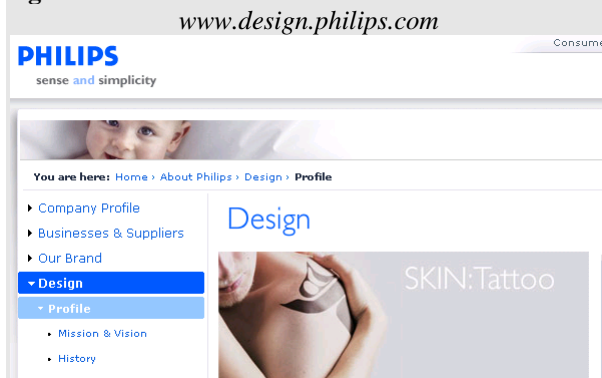 www.design.philips.com
Consume
PHILIPS
sense and simplicity
You are here: Home › About Philips › Design › Profile
Company Profile
Businesses & Suppliers
Our Brand
Design
Profile
Mission & Vision
History
Design
SKIN:Tattoo